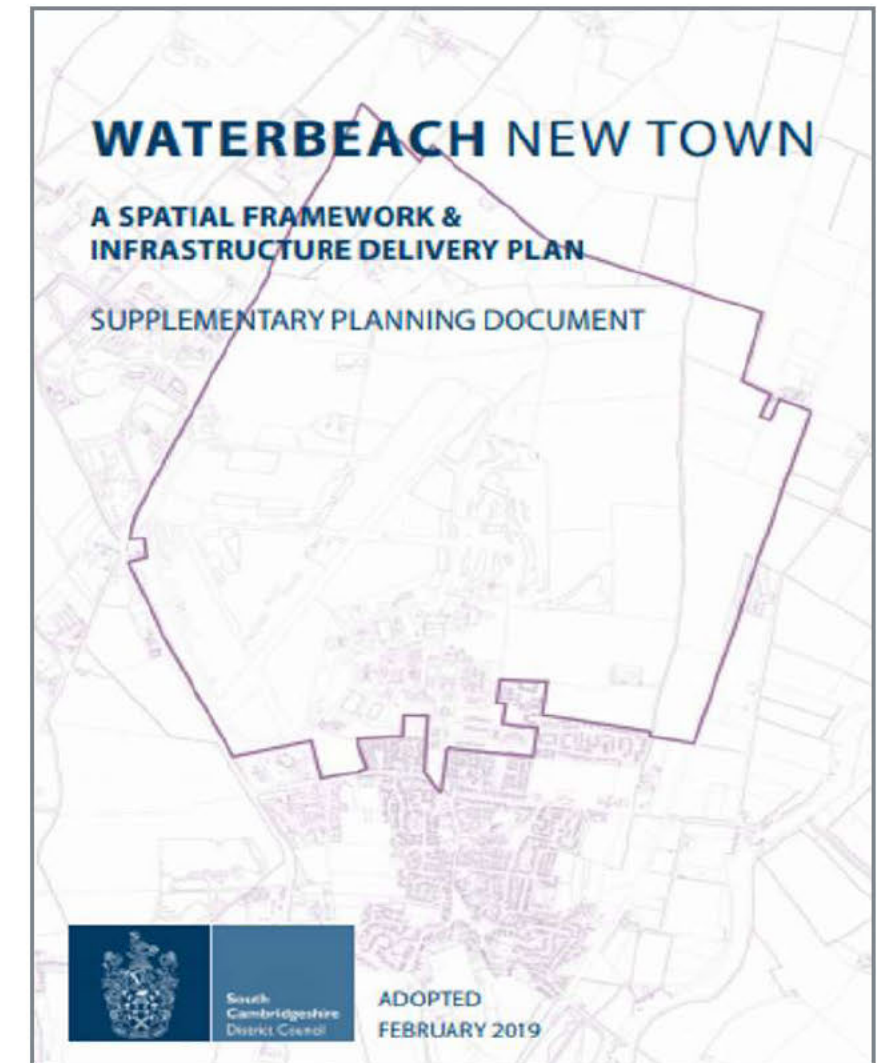 WATERBEACH NEW TOWN
A SPATIAL FRAMEWORK &
INFRASTRUCTURE DELIVERY PLAN
SUPPLEMENTARY PLANNING DOCUMENT
South
Cambridgeshire
District Council
ADOPTED
FEBRUARY 2019